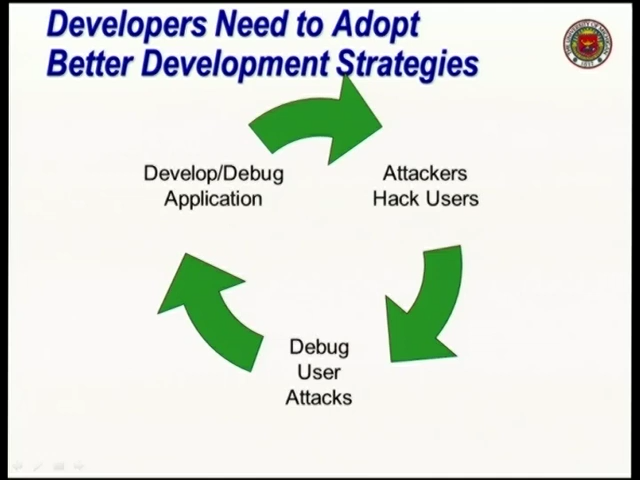 Developers Need to Adopt
Better Development Strategies
Develop/Debug
Application
Attackers
Hack Users
Debug
User
Attacks